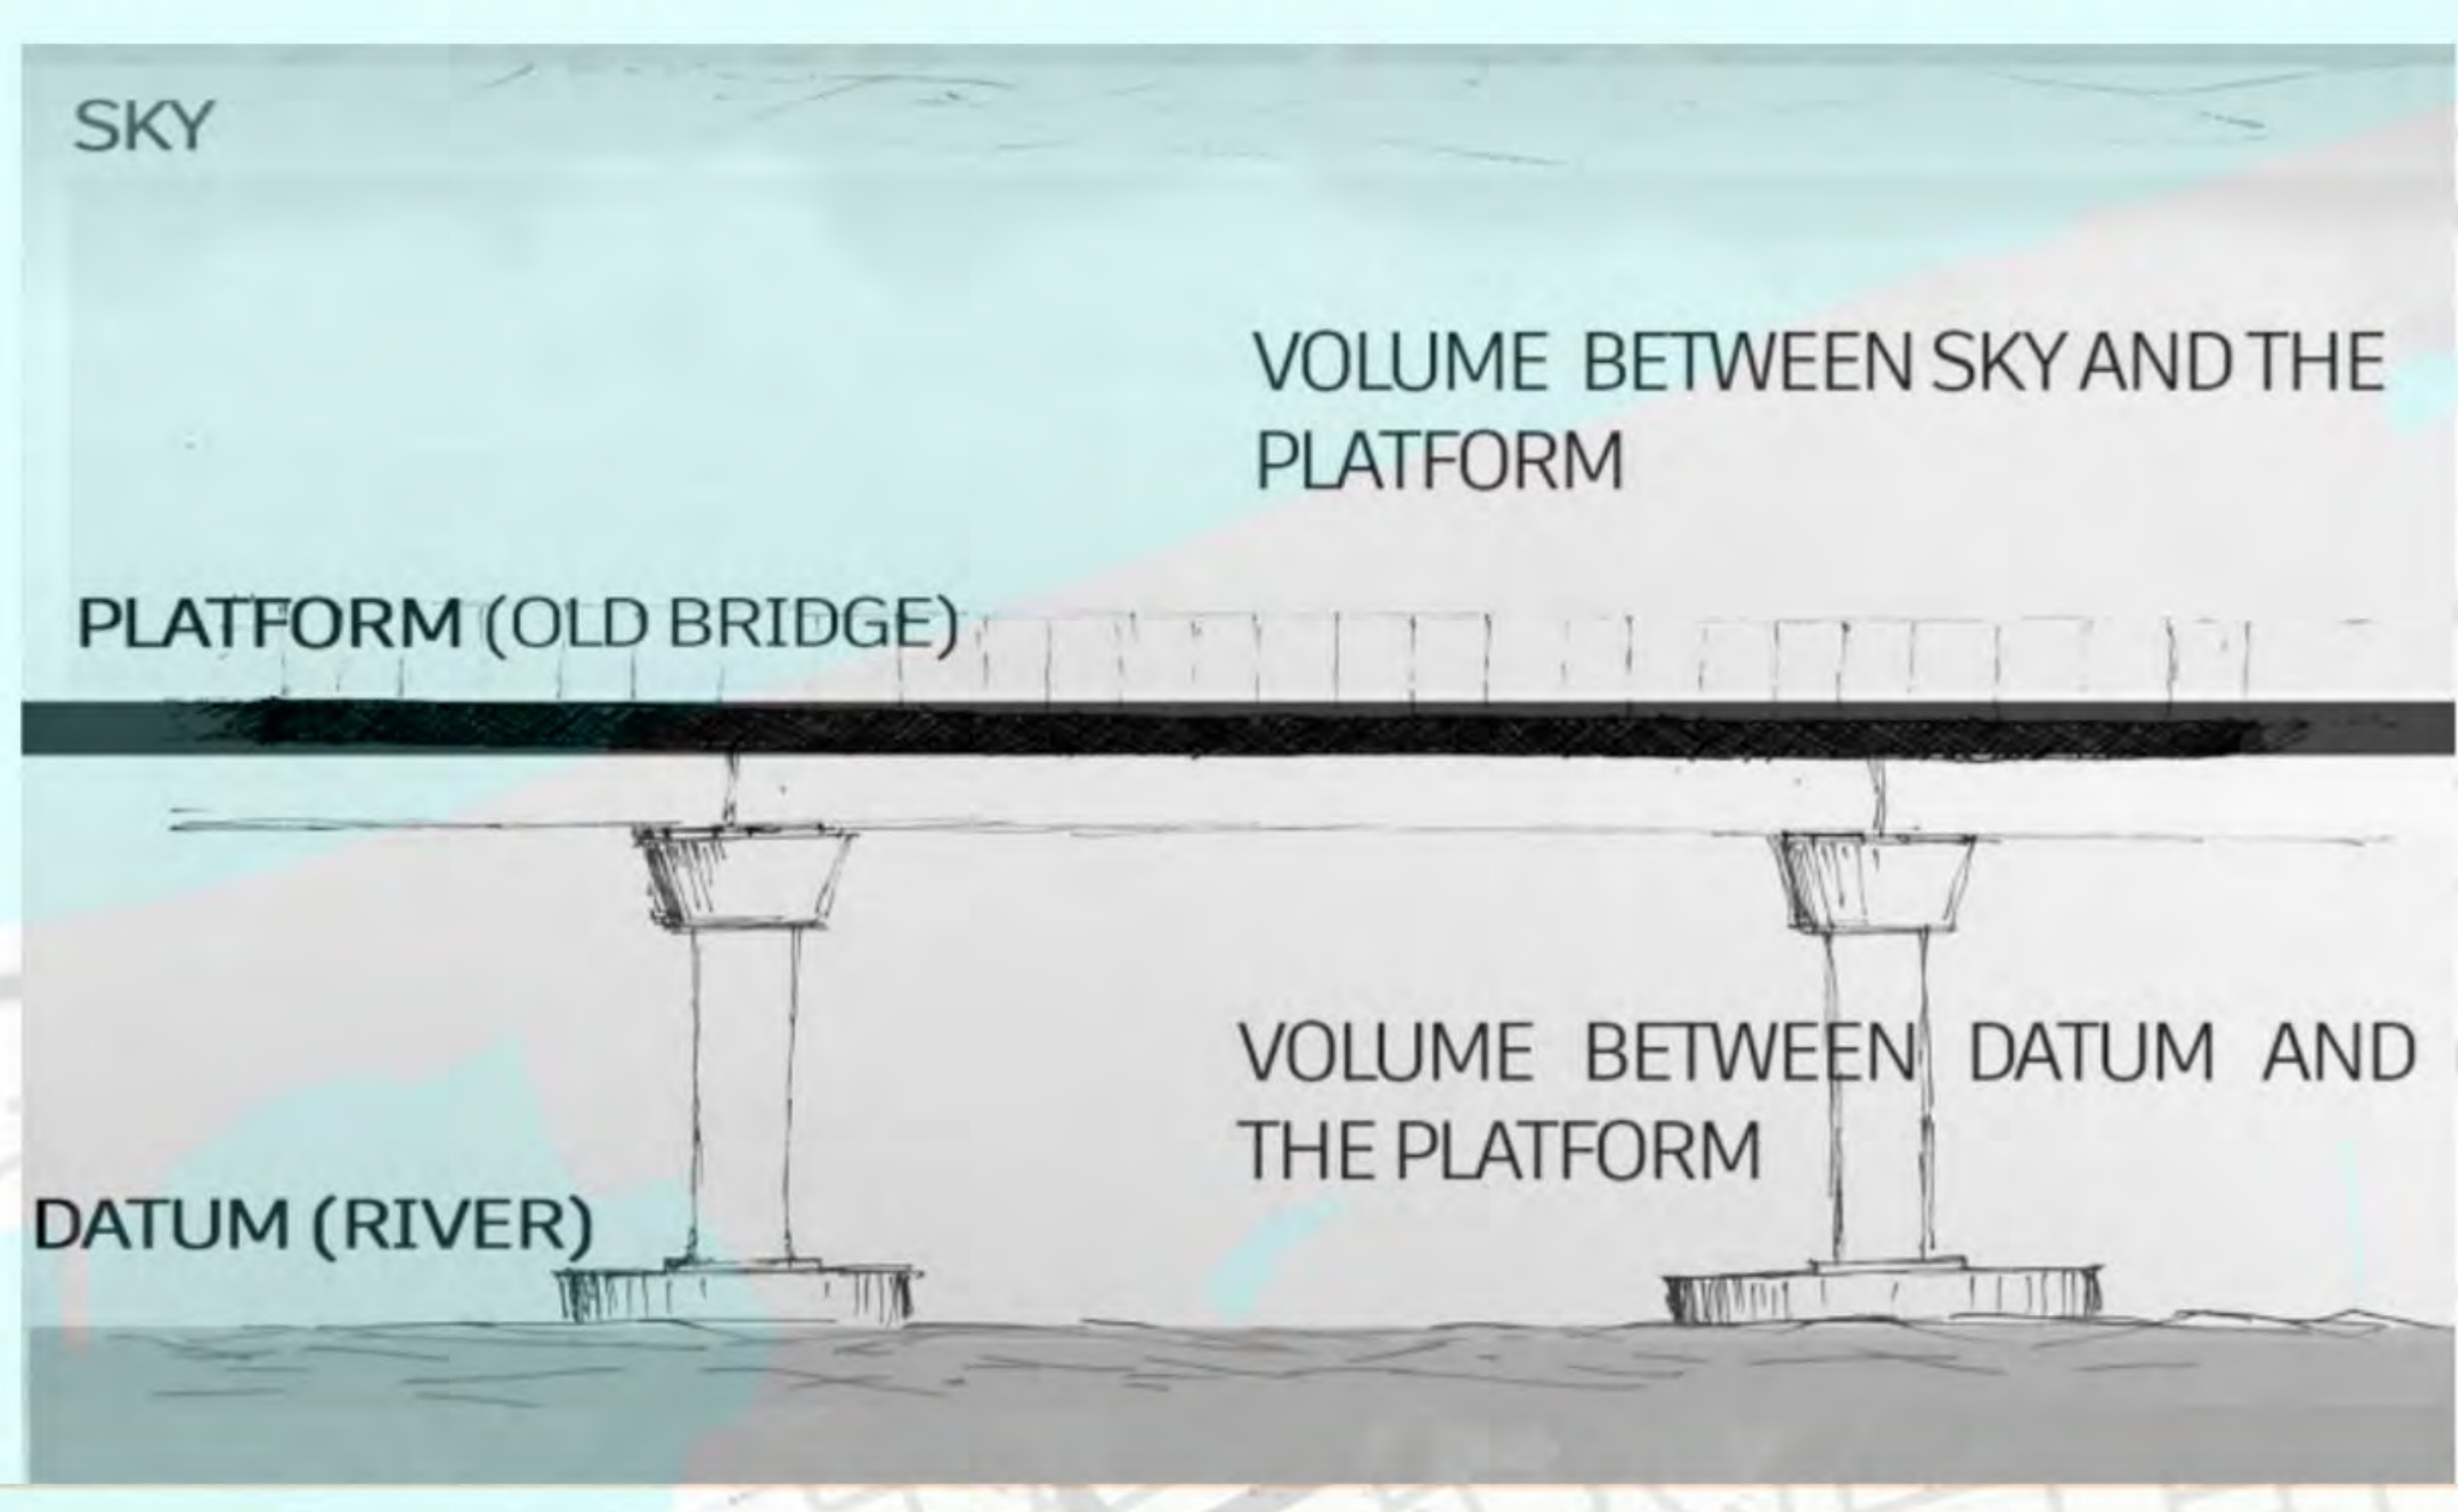 SKY
VOLUME BETWEEN SKY AND THE
PLATFORM
PLATFORM (OLD BRIDGE)
VOLUME BETWEEN DATUM AND
THE PLATFORM
DATUM (RIVER)